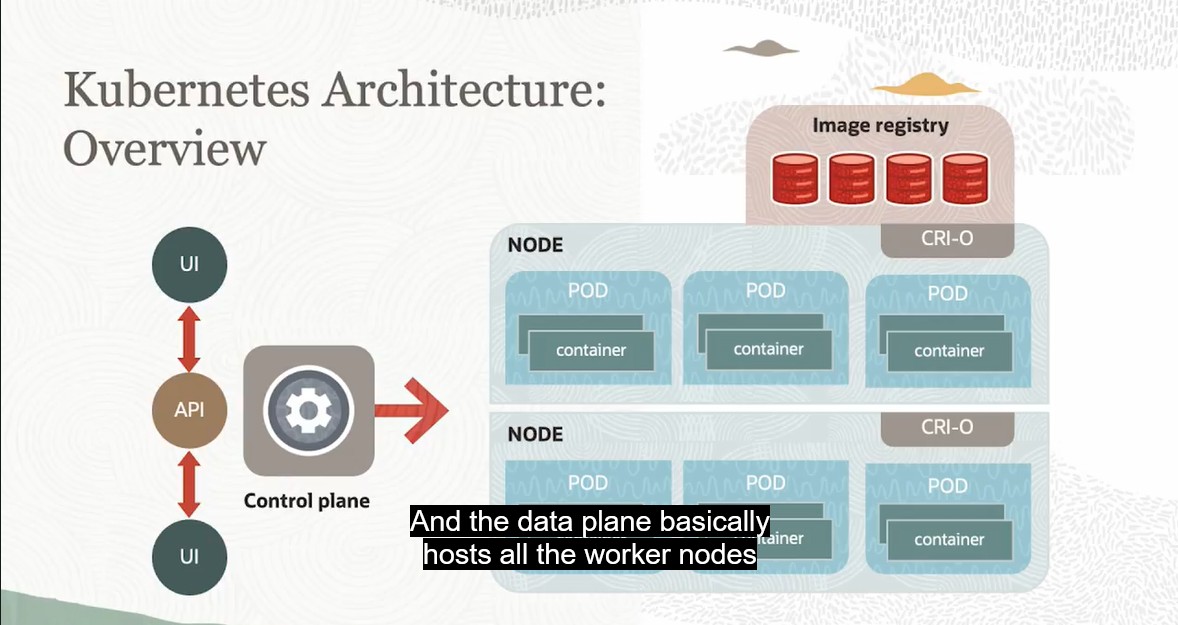 Kubernetes Architecture:
Overview
Image registry
UI
API
UI
Control plane
NODE
CRI-O
POD
POD
POD
container
container
container
NODE
CRI-O
POD
POD
POD
container
And the data plane basically
hosts all the worker nodes